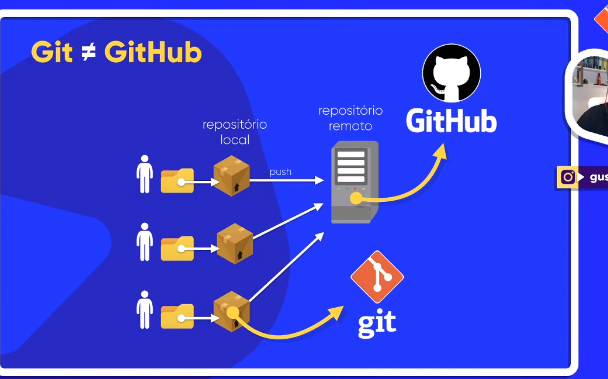 Git ≠ GitHub
repositório
local
repositório
remoto
push
GitHub
git
gus